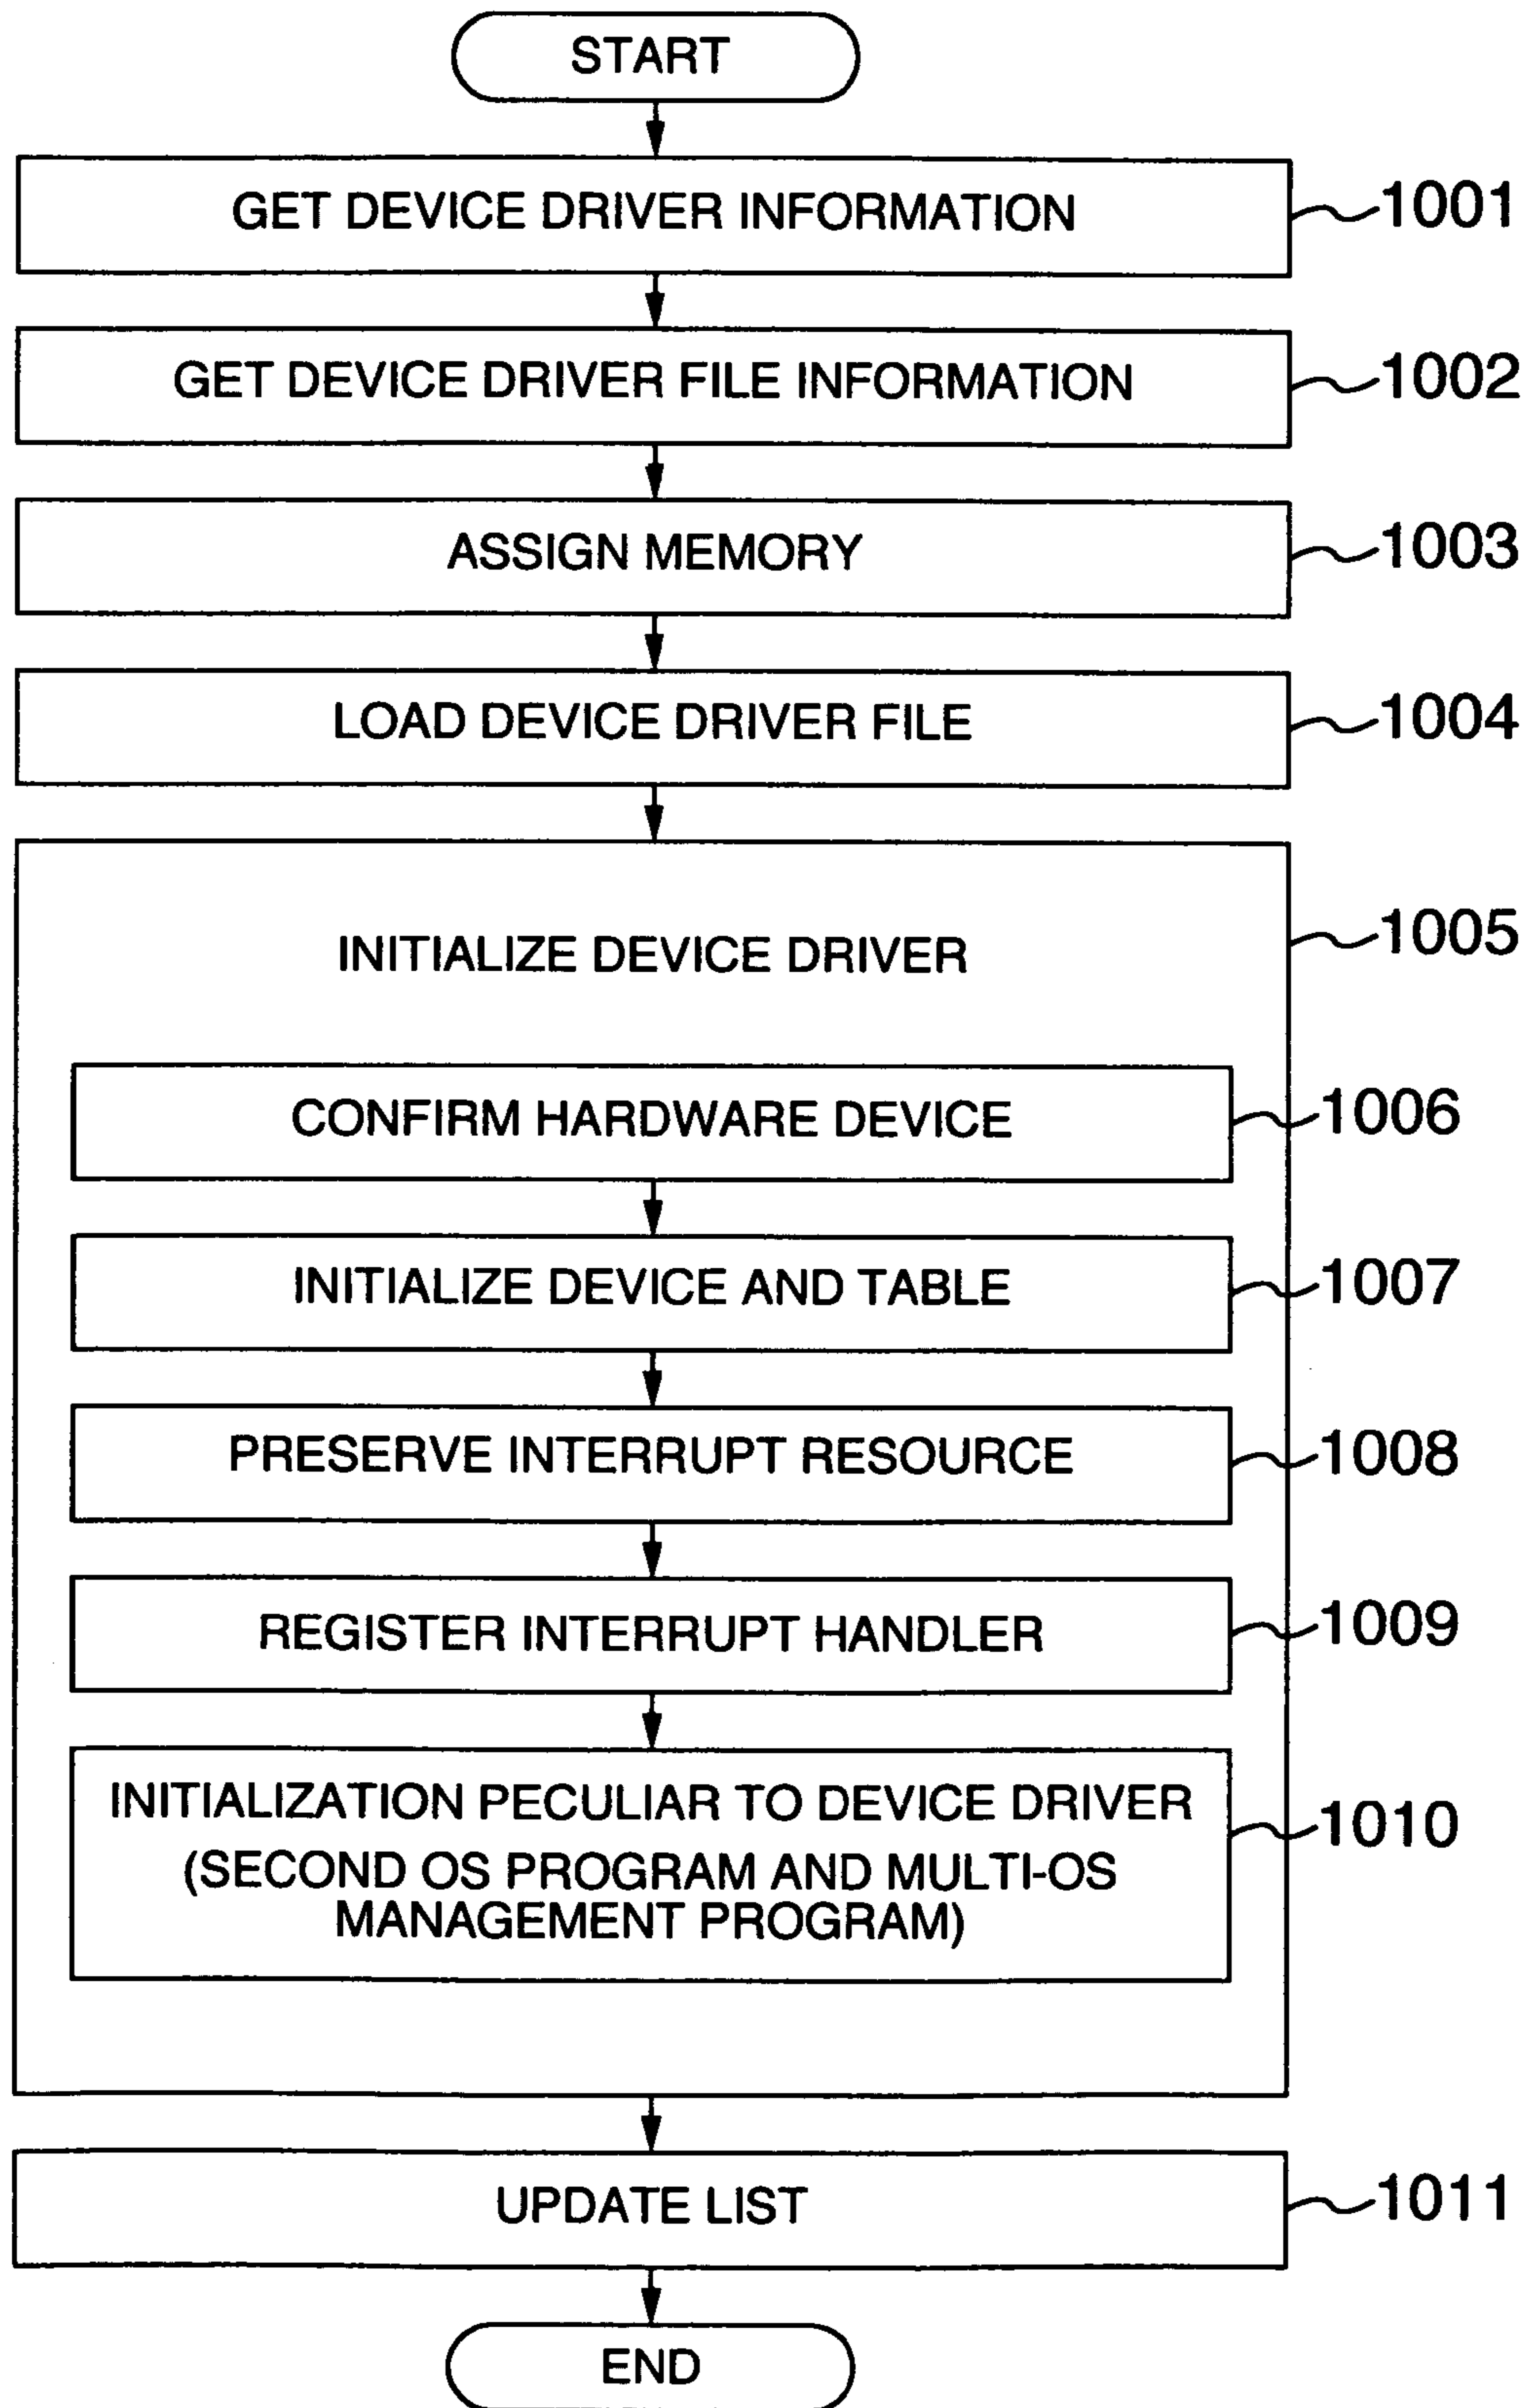 START
GET DEVICE DRIVER INFORMATION
1001
GET DEVICE DRIVER FILE INFORMATION
1002
ASSIGN MEMORY
1003
LOAD DEVICE DRIVER FILE
1004
INITIALIZE DEVICE DRIVER
1005
CONFIRM HARDWARE DEVICE
1006
INITIALIZE DEVICE AND TABLE
1007
PRESERVE INTERRUPT RESOURCE
1008
REGISTER INTERRUPT HANDLER
1009
INITIALIZATION PECULIAR TO DEVICE DRIVER
(SECOND OS PROGRAM AND MULTI-OS
MANAGEMENT PROGRAM)
1010
UPDATE LIST
1011
END